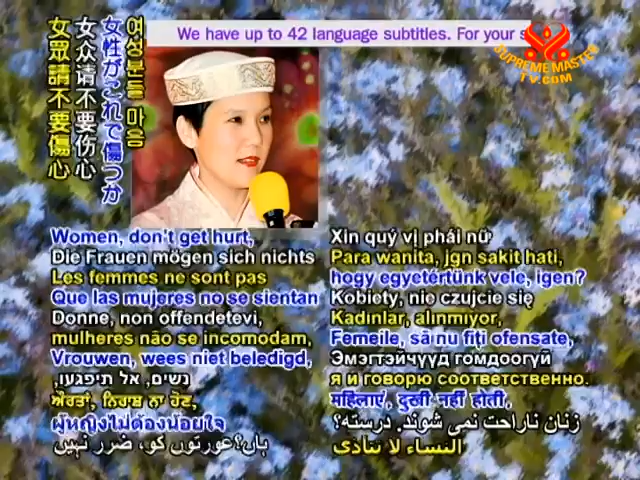 We have up to 42 language subtitles. For your s
SUPREME MASTER
TV.COM
여성분들 마음
女性がこれで傷つか
女众请不要伤心
女眾請不要傷心
Women, don't get hurt,
Die Frauen mögen sich nichts
Les femmes ne sont pas
Que las mujeres no se sientan
Donne, non offendetevi,
mulheres não se incomodam,
Vrouwen, wees niet beledigd,
נשים, אל תיפגעו,
ਔਰਤਾਂ, ਨਿਰਾਸ਼ ਨਾ ਹੋਣ,
ผู้หญิงไม่ต้องน้อยใจ
ہاں؟عورتوں کو، ضرر نہیں
Xin quý vị phái nữ
Para wanita, jgn sakit hati,
hogy egyetértünk vele, igen?
Kobiety, nie czujcie się
Kadınlar, alınmıyor,
Femeile, să nu fiţi ofensate,
Эмэгтэйчүүд гомдоогүй
я и говорю соответственно.
महिलाएं, दुखी नहीं होती,
زنان ناراحت نمی شوند. درسته؟
النساء لا تتأذى